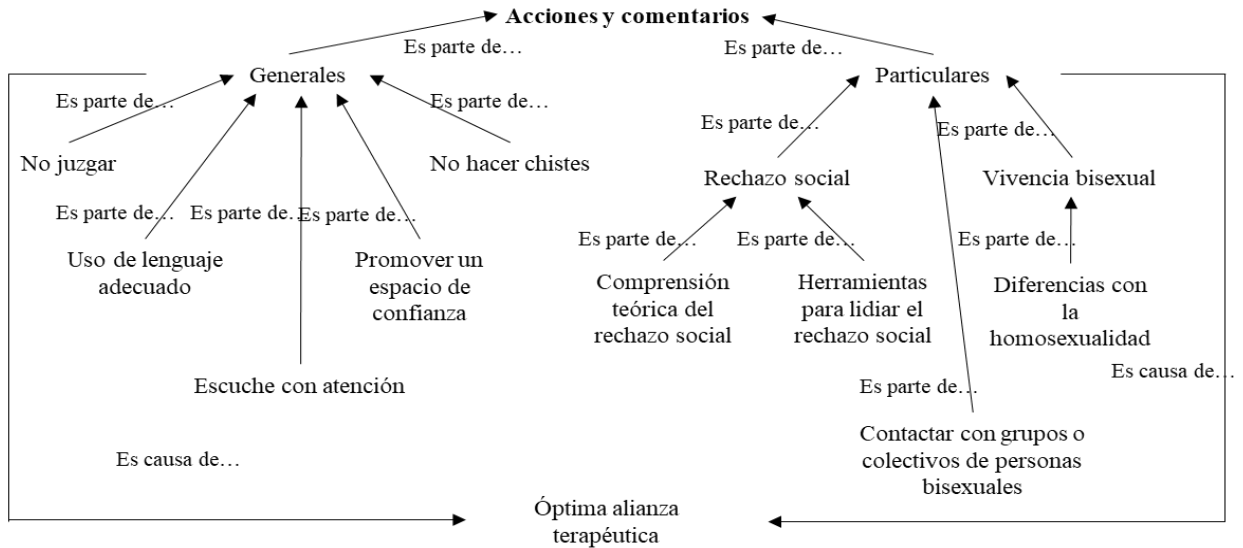 Acciones y comentarios
Es parte de…
Es parte de…
Generales
Particulares
Es parte de…
Es parte de…
Es parte de…
Es parte de…
No juzgar
No hacer chistes
Rechazo social
Vivencia bisexual
Es parte de…
Es parte de…
Es parte de…
Es parte de…
Es parte de…
Es parte de…
Uso de lenguaje
adecuado
Promover un
espacio de
confianza
Comprensión
teórica del
rechazo social
Herramientas
para lidiar el
rechazo social
Diferencias con
la
homosexualidad
Escuche con atención
Es causa de…
Es parte de…
Contactar con grupos o
colectivos de personas
bisexuales
Es causa de…
Óptima alianza
terapéutica